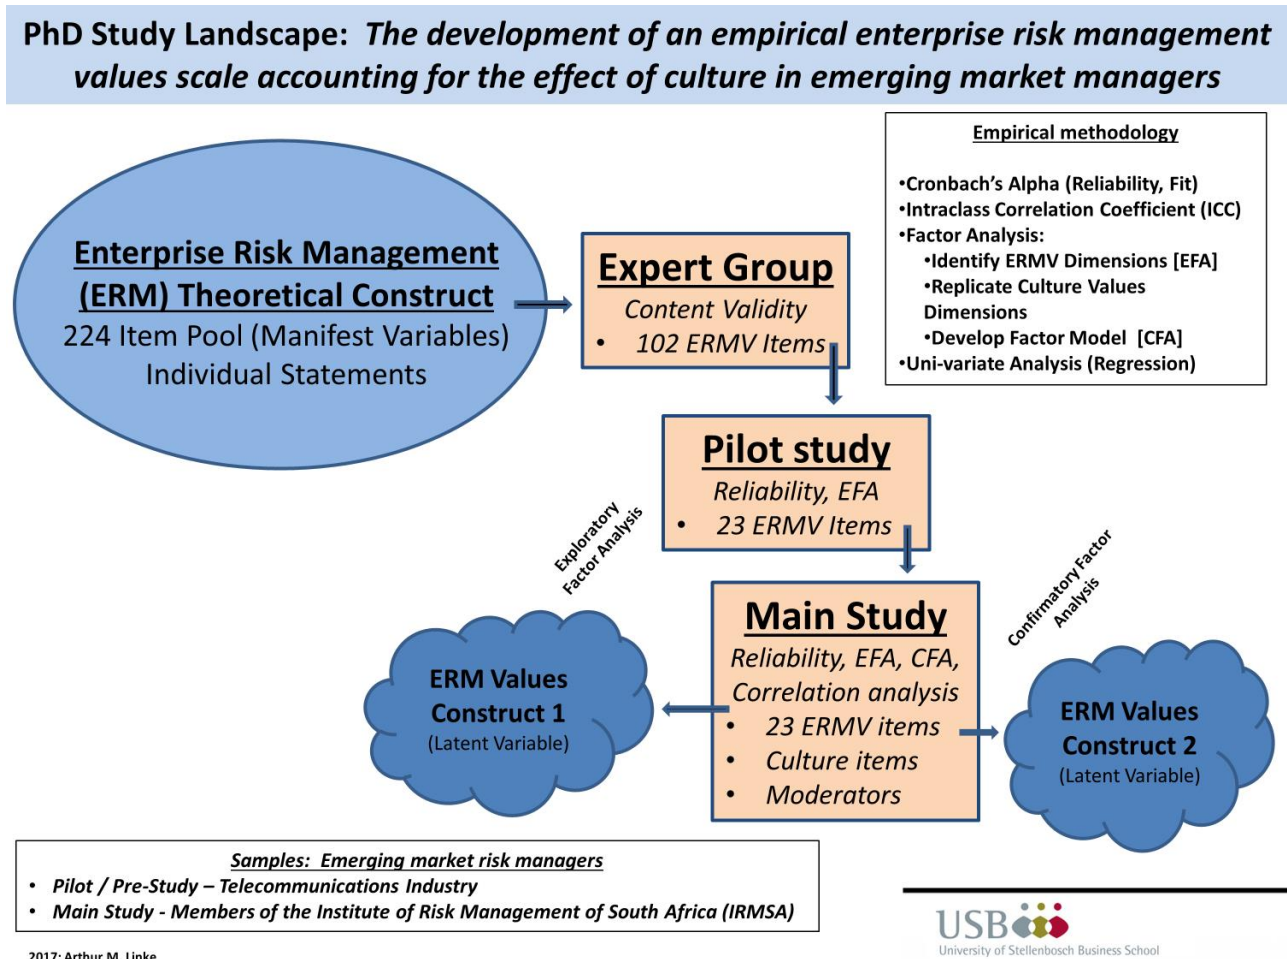 PhD Study Landscape: The development of an empirical enterprise risk management
values scale accounting for the effect of culture in emerging market managers
Empirical methodology
•Cronbach's Alpha (Reliability, Fit)
•Intraclass Correlation Coefficient (ICC)
•Factor Analysis:
•Identify ERMV Dimensions [EFA]
•Replicate Culture Values
Dimensions
•Develop Factor Model [CFA]
•Uni-variate Analysis (Regression)
Enterprise Risk Management
(ERM) Theoretical Construct
224 Item Pool (Manifest Variables)
Individual Statements
Expert Group
Content Validity
• 102 ERMV Items
Pilot study
Reliability, EFA
• 23 ERMV Items
Exploratory
Factor Analysis
Confirmatory Factor
Analysis
Main Study
Reliability, EFA, CFA,
Correlation analysis
• 23 ERMV items
• Culture items
• Moderators
ERM Values
Construct 1
(Latent Variable)
ERM Values
Construct 2
(Latent Variable)
Samples: Emerging market risk managers
• Pilot / Pre-Study – Telecommunications Industry
• Main Study - Members of the Institute of Risk Management of South Africa (IRMSA)
USB
University of Stellenbosch Business School
2017: Arthur M. Linke